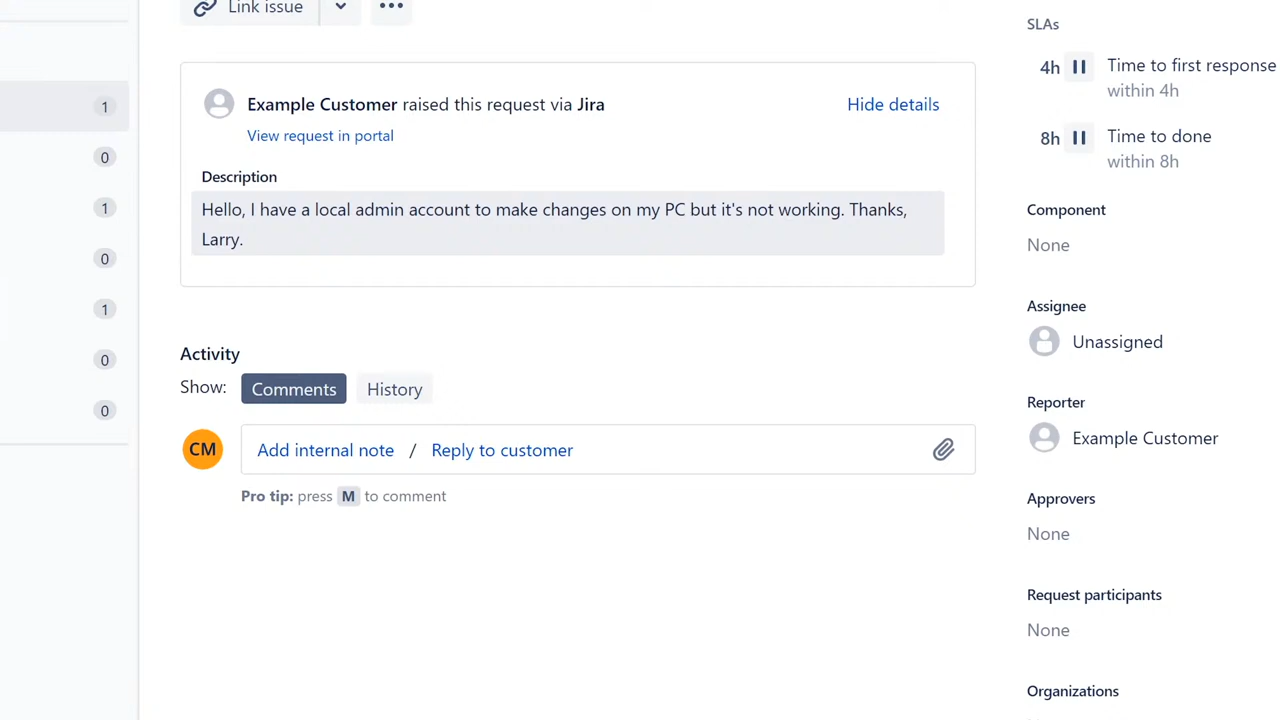 Link issue
Example Customer raised this request via Jira
Hide details
View request in portal
Description
Hello, I have a local admin account to make changes on my PC but it's not working. Thanks,
Larry.
Activity
Show:
Comments
History
CM
Add internal note / Reply to customer
Pro tip: press M to comment
1
0
1
0
1
0
0
SLAs
4h
Time to first response
within 4h
8h
Time to done
within 8h
Component
None
Assignee
Unassigned
Reporter
Example Customer
Approvers
None
Request participants
None
Organizations